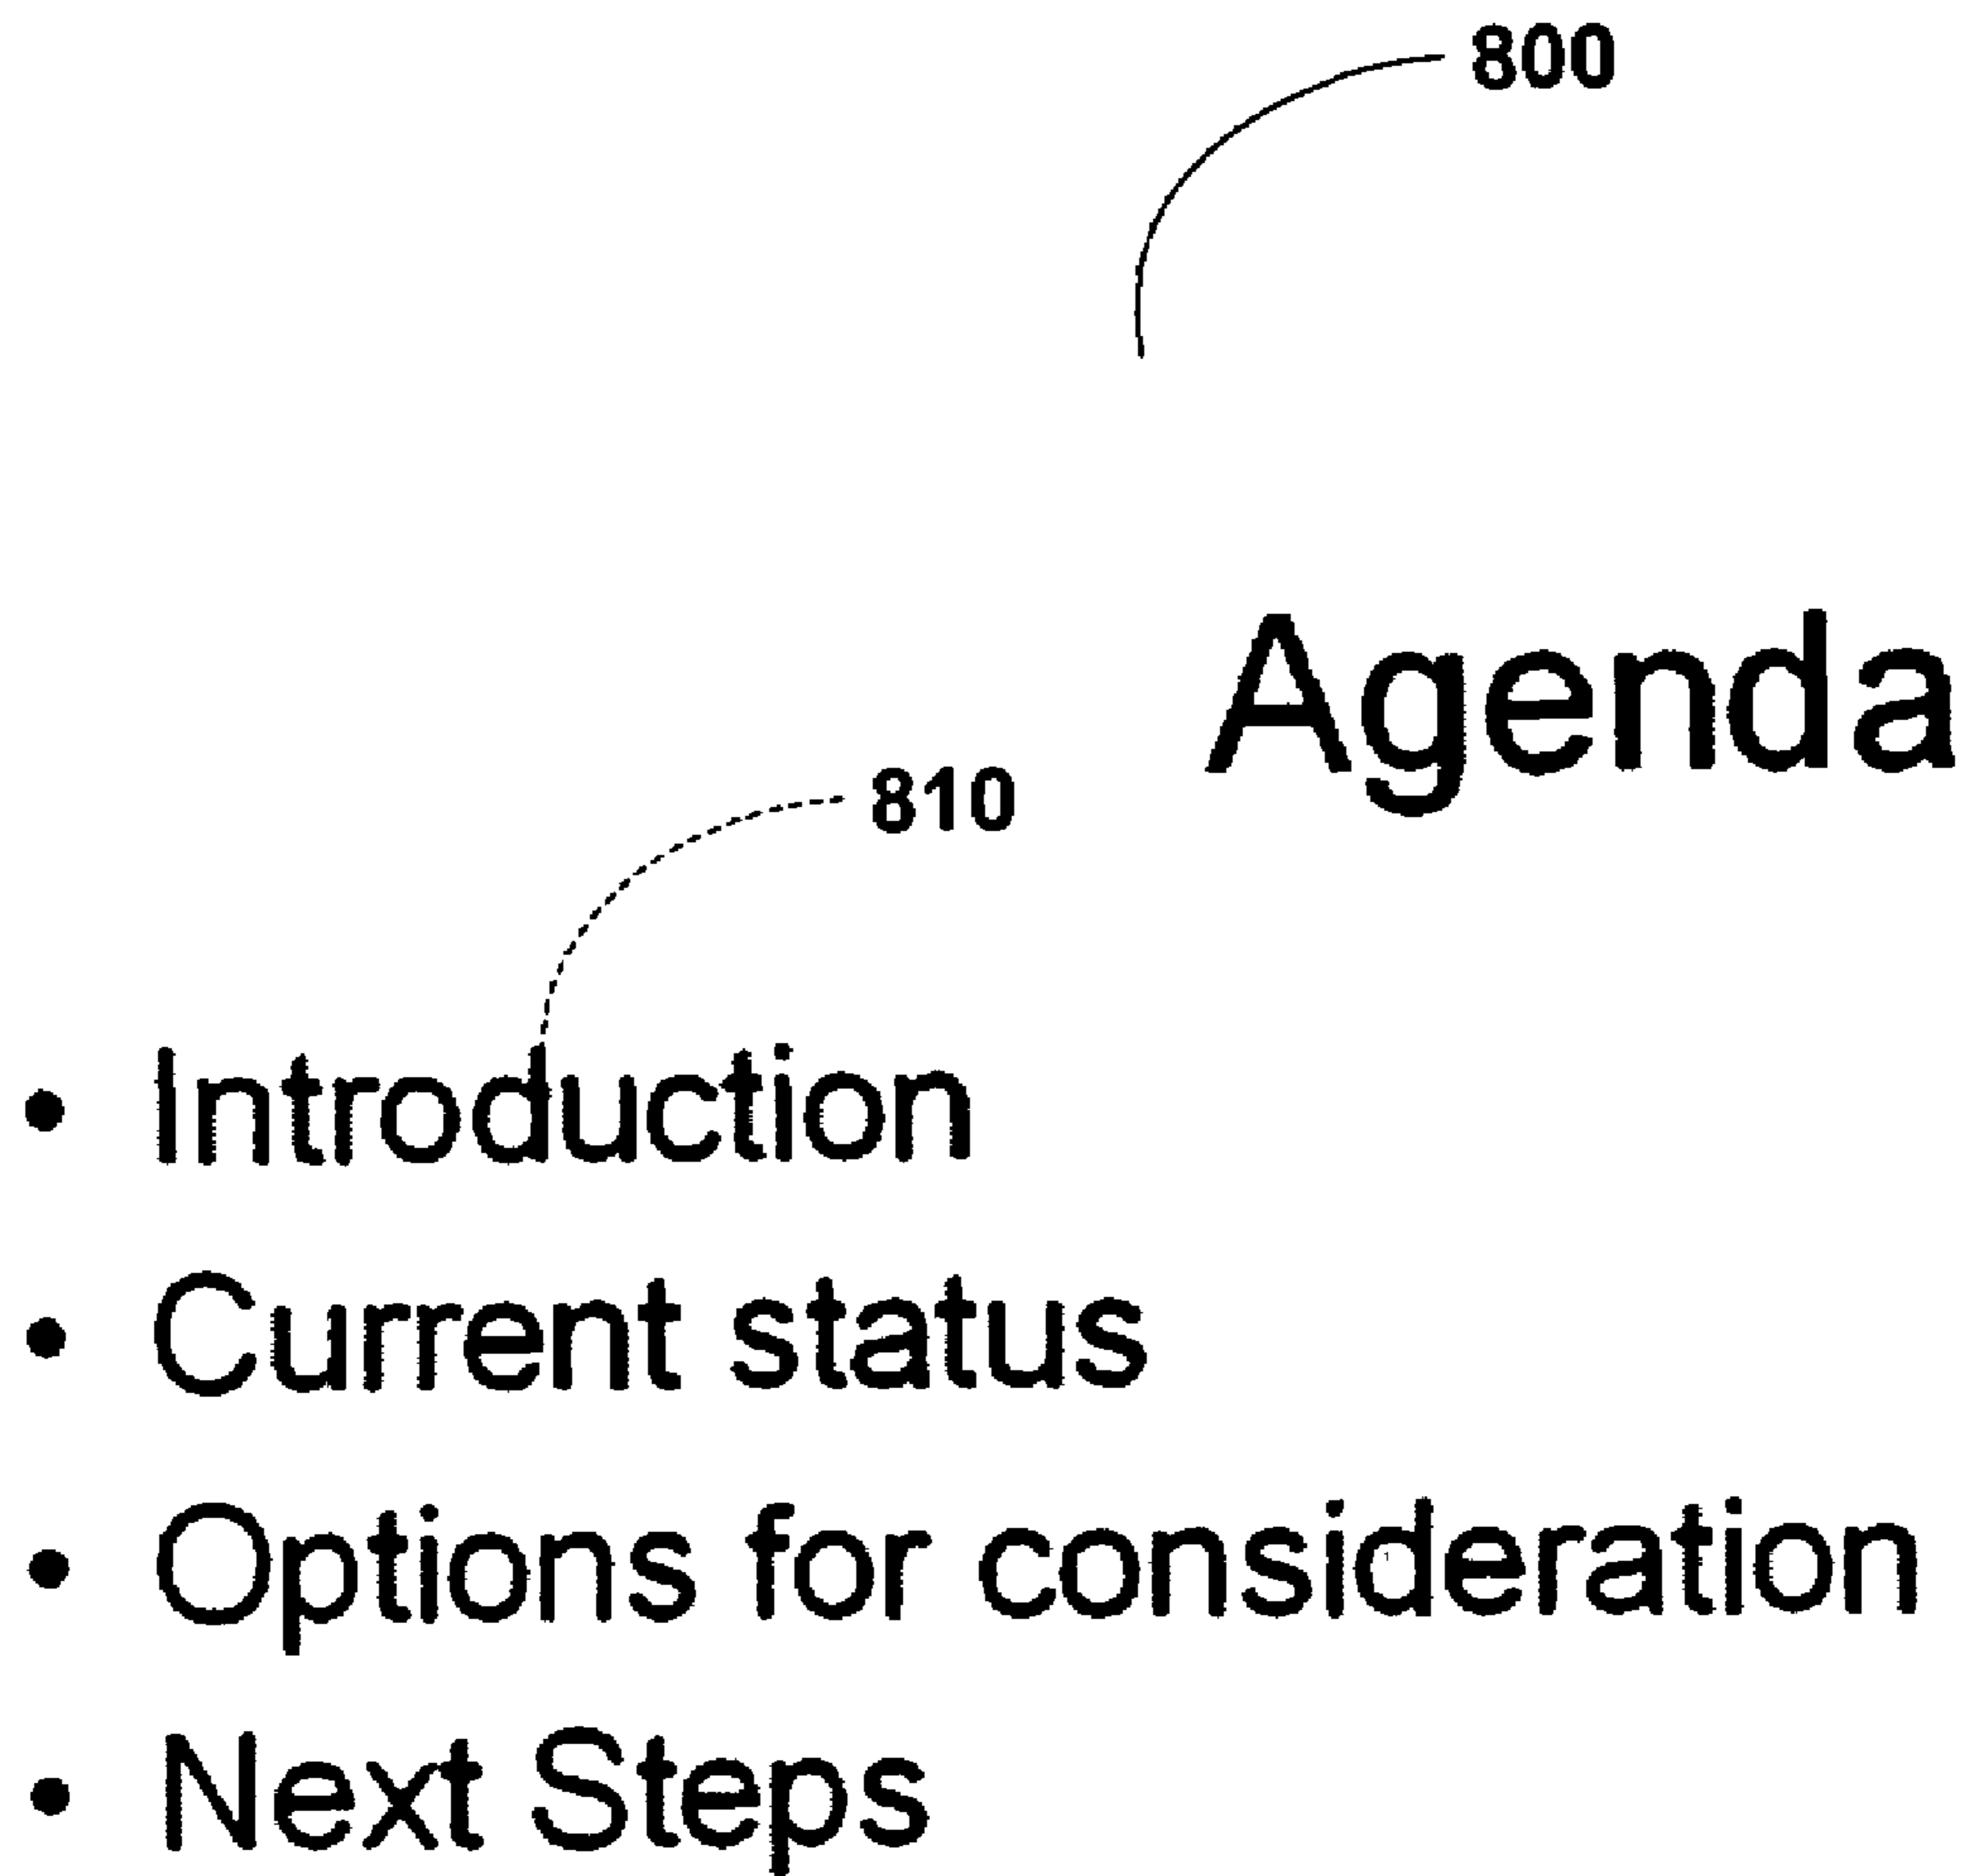 800
Agenda
810
• Introduction
• Current status
• Options for consideration
• Next Steps